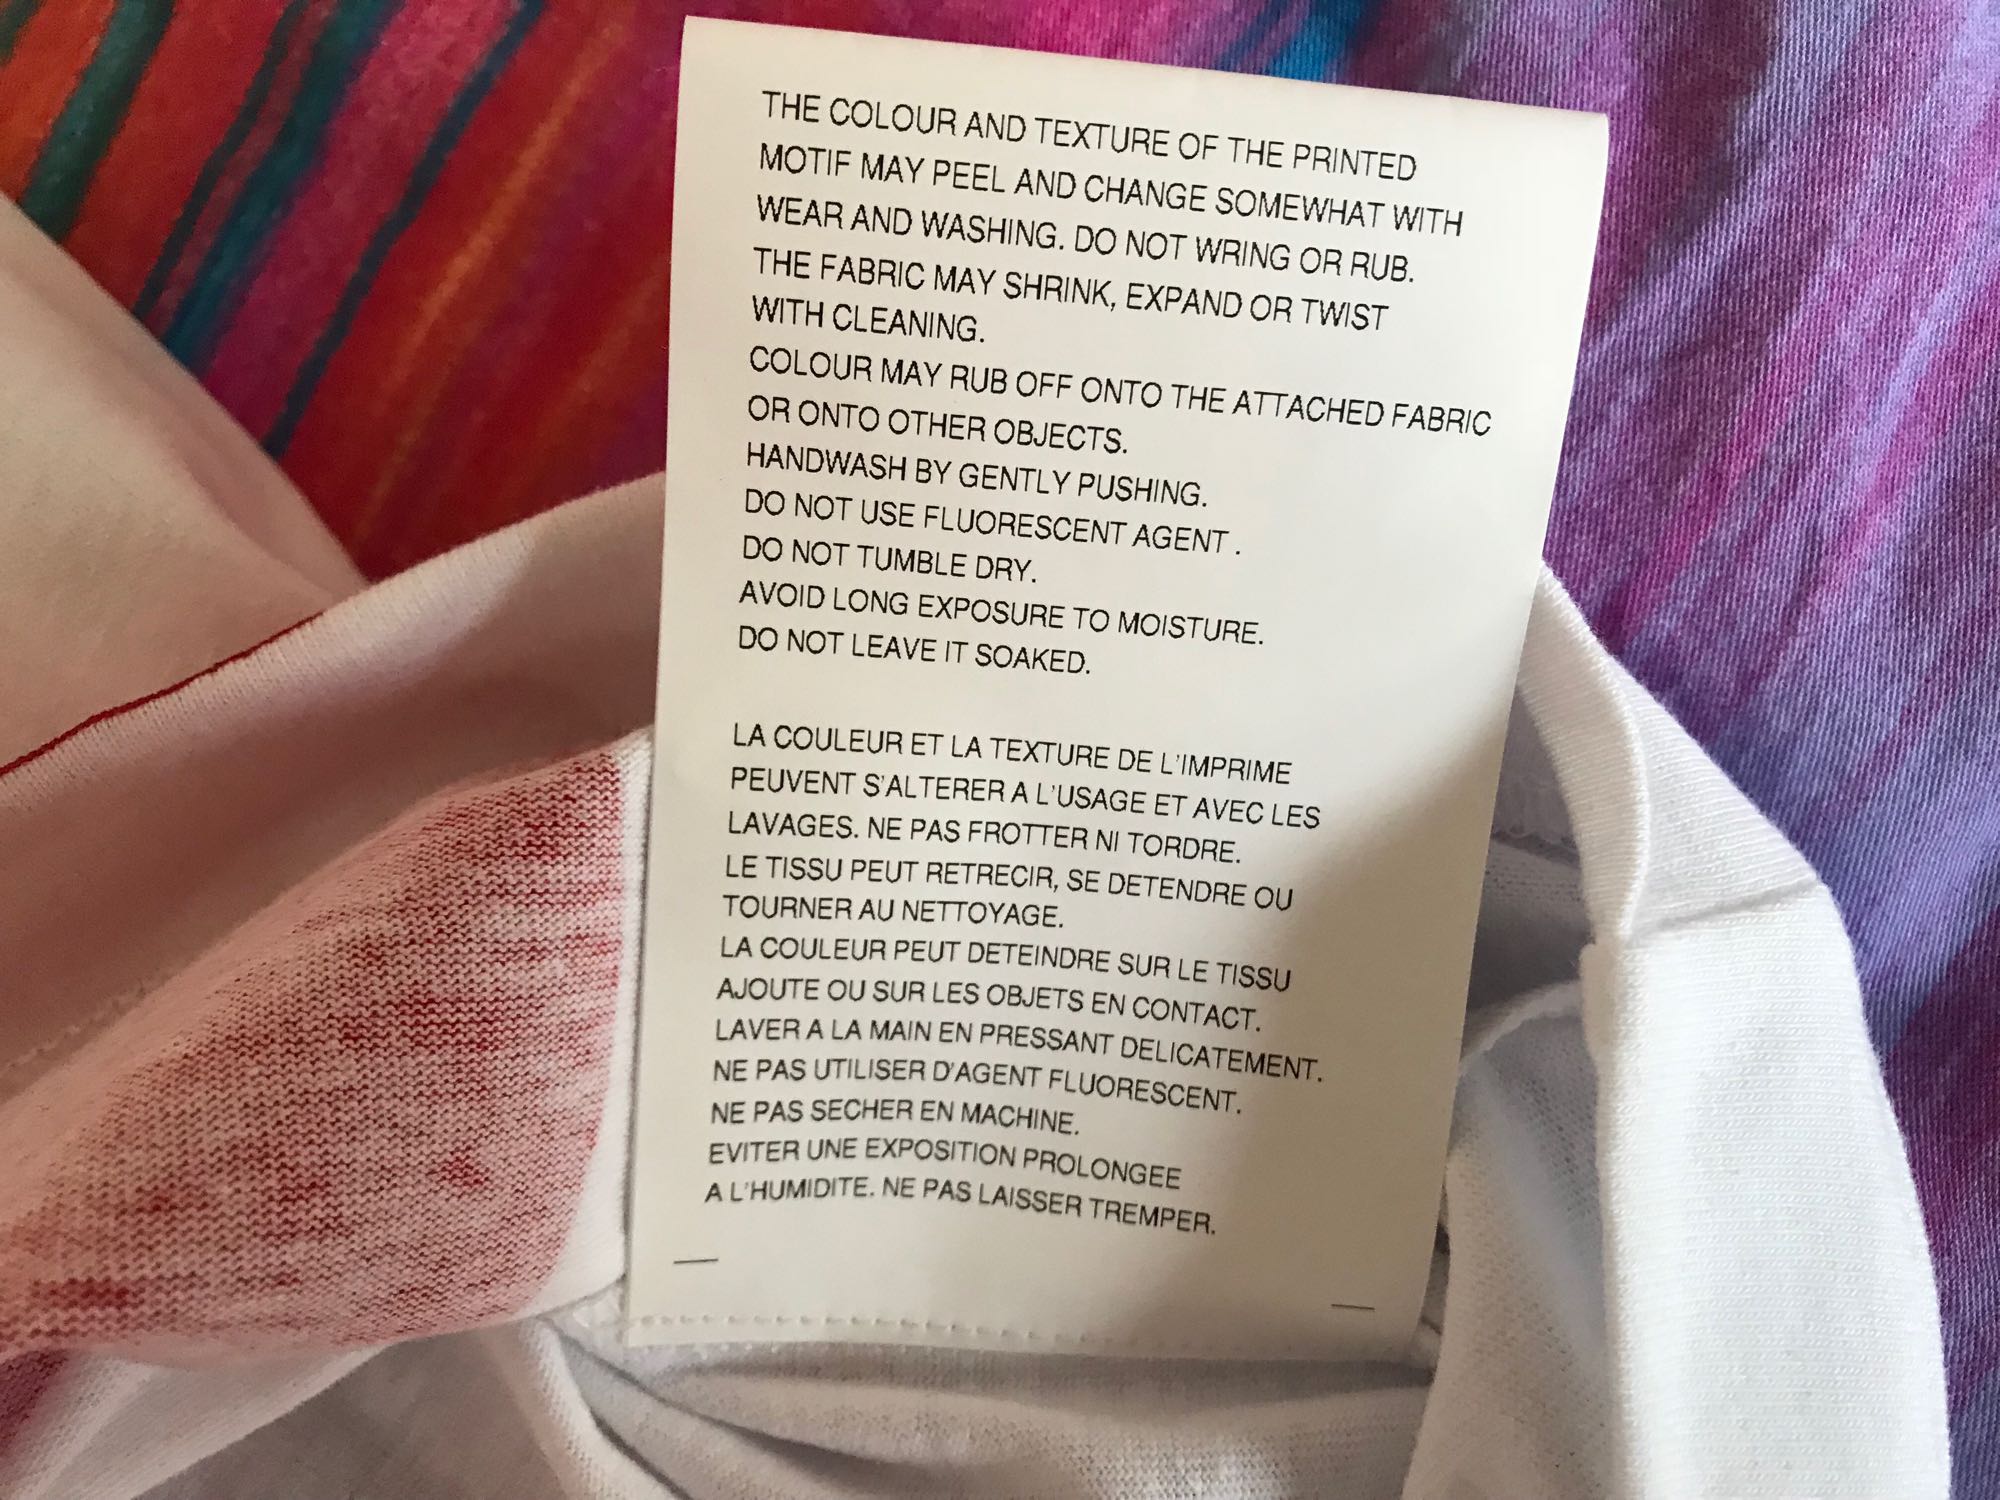 THE COLOUR AND TEXTURE OF THE PRINTED
MOTIF MAY PEEL AND CHANGE SOMEWHAT WITH
WEAR AND WASHING. DO NOT WRING OR RUB.
THE FABRIC MAY SHRINK, EXPAND OR TWIST
WITH CLEANING.
COLOUR MAY RUB OFF ONTO THE ATTACHED FABRIC
OR ONTO OTHER OBJECTS.
HANDWASH BY GENTLY PUSHING.
DO NOT USE FLUORESCENT AGENT .
DO NOT TUMBLE DRY.
AVOID LONG EXPOSURE TO MOISTURE.
DO NOT LEAVE IT SOAKED.
LA COULEUR ET LA TEXTURE DE L'IMPRIME
PEUVENT S'ALTERER A L'USAGE ET AVEC LES
LAVAGES. NE PAS FROTTER NI TORDRE.
LE TISSU PEUT RETRECIR, SE DETENDRE OU
TOURNER AU NETTOYAGE.
LA COULEUR PEUT DETEINDRE SUR LE TISSU
AJOUTE OU SUR LES OBJETS EN CONTACT.
LAVER A LA MAIN EN PRESSANT DELICATEMENT.
NE PAS UTILISER D'AGENT FLUORESCENT.
NE PAS SECHER EN MACHINE.
EVITER UNE EXPOSITION PROLONGEE
A L'HUMIDITE. NE PAS LAISSER TREMPER.